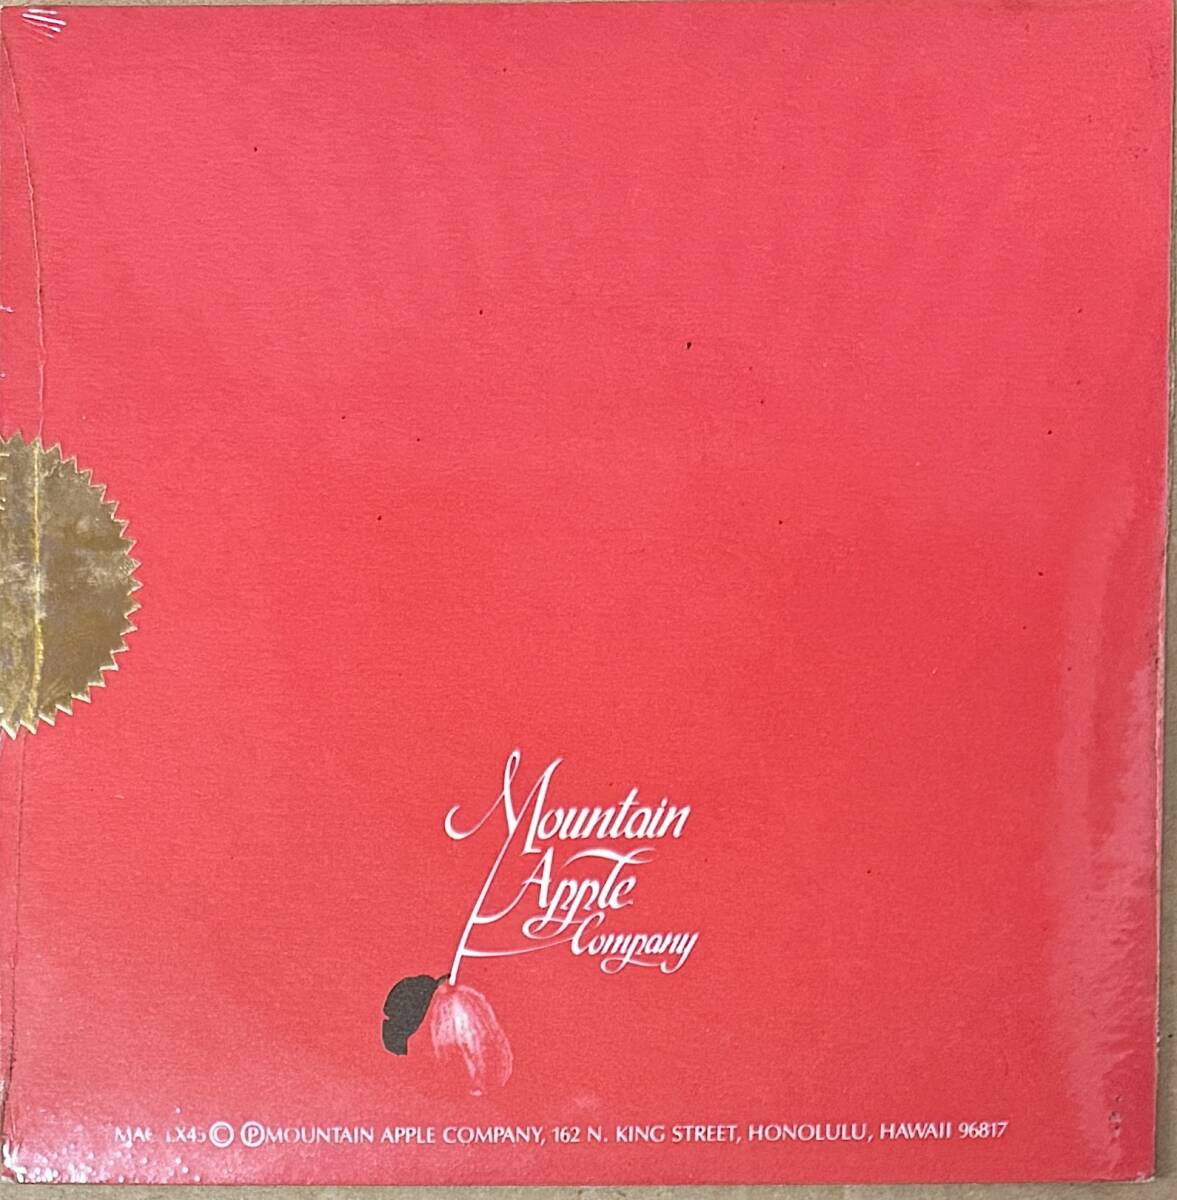 Mountain
Apple
Company
© ℗ MOUNTAIN APPLE COMPANY, 162 N. KING STREET, HONOLULU, HAWAII 96817